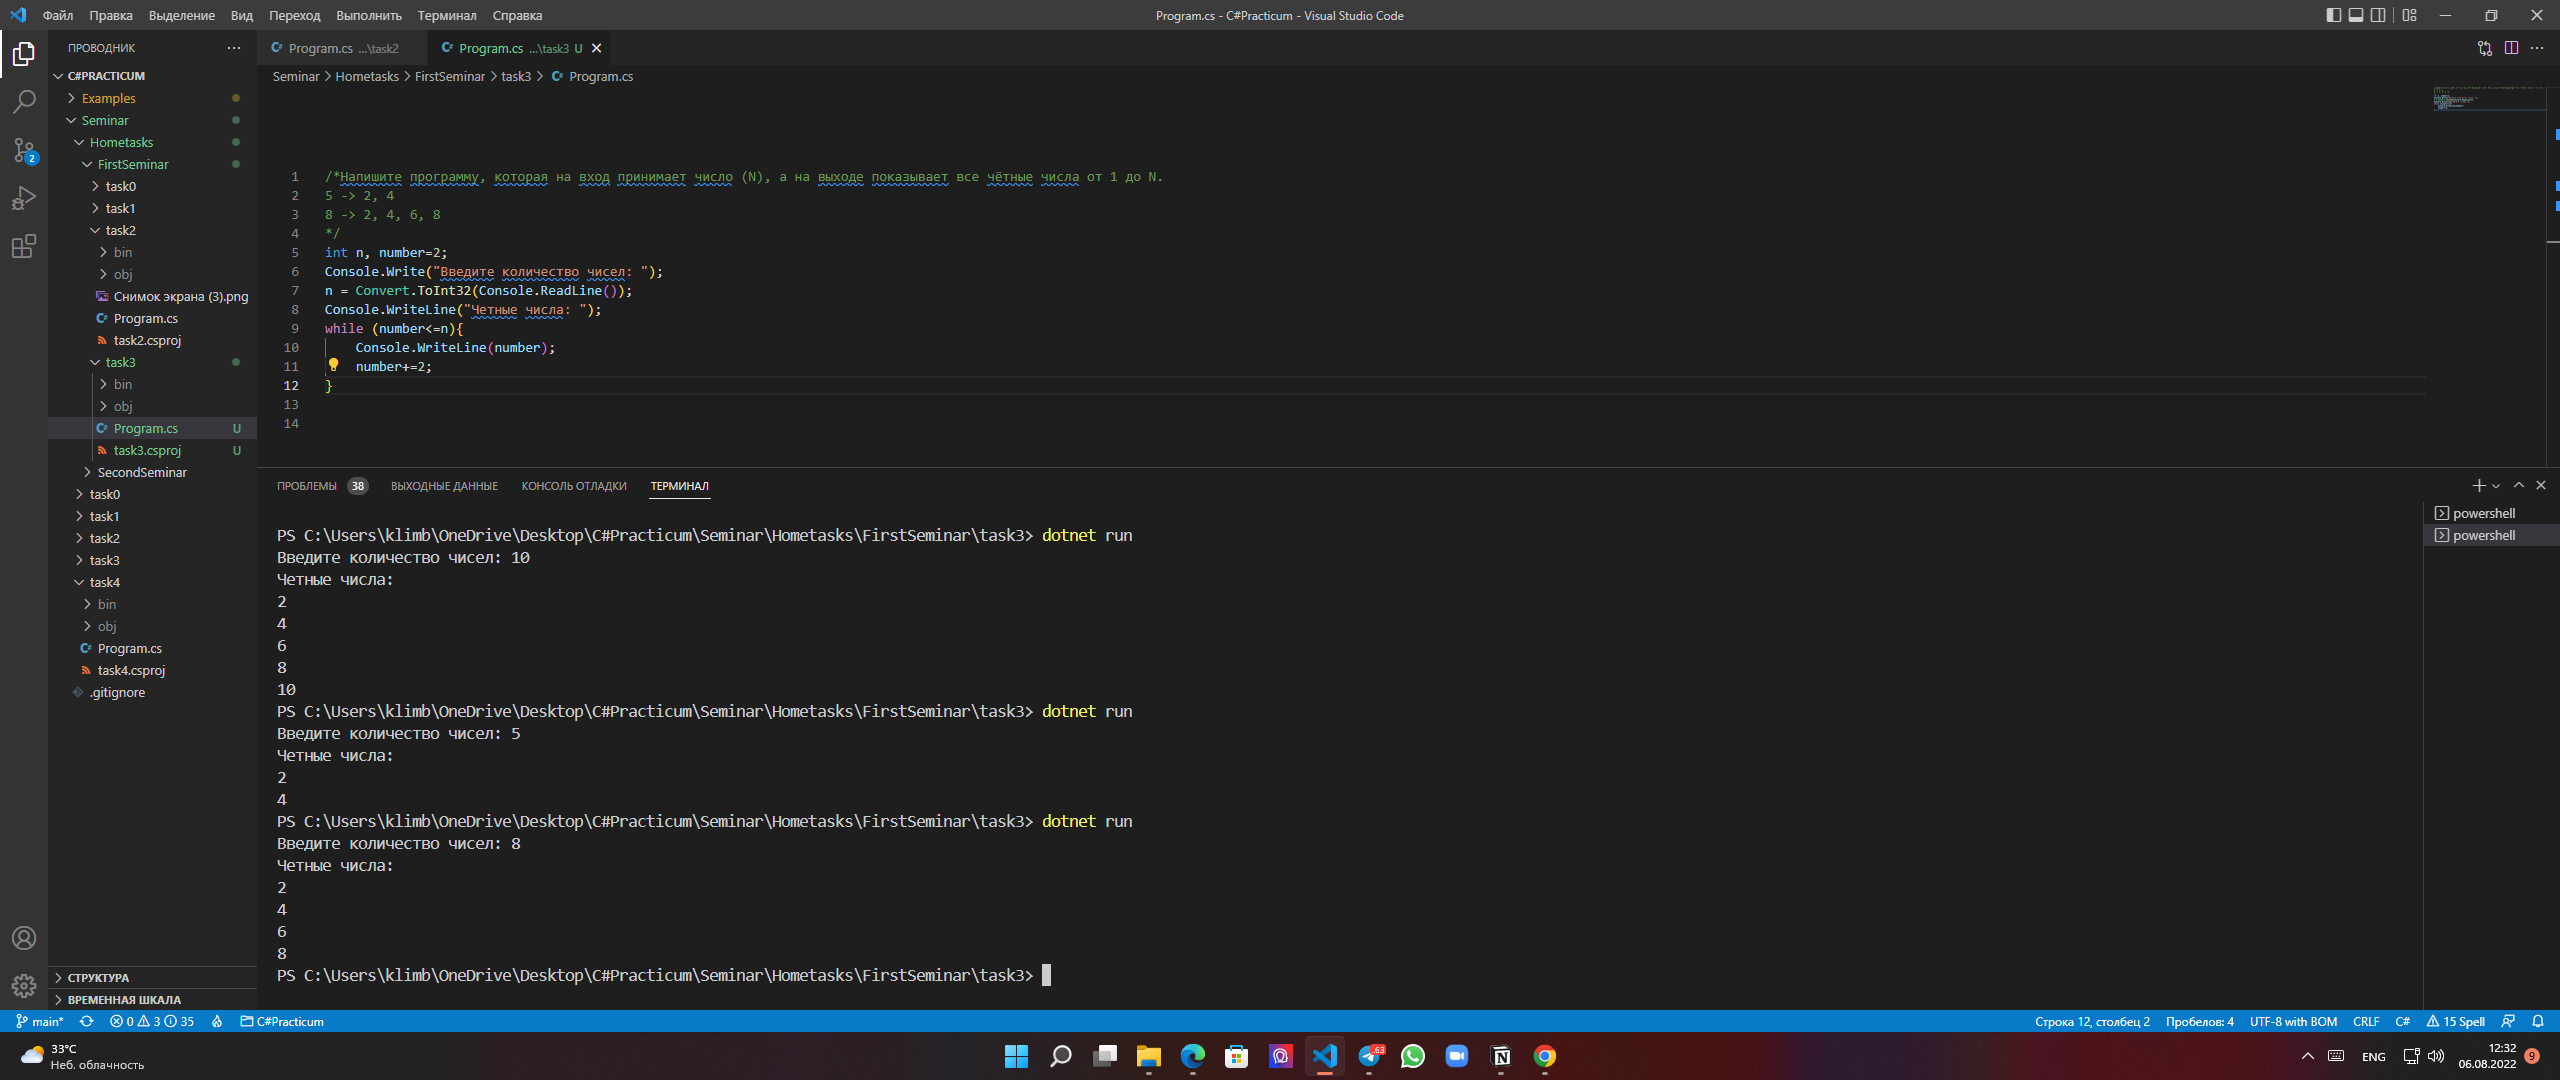 Файл Правка Выделение Вид Переход Выполнить Терминал Справка
Program.cs - C#Practicum - Visual Studio Code
ПРОВОДНИК
C#PRACTICUM
Examples
Seminar
Hometasks
FirstSeminar
task0
task1
task2
bin
obj
Снимок экрана (3).png
Program.cs
task2.csproj
task3
bin
obj
Program.cs U
task3.csproj U
SecondSeminar
task0
task1
task2
task3
task4
bin
obj
Program.cs
task4.csproj
.gitignore
СТРУКТУРА
ВРЕМЕННАЯ ШКАЛА
2
Program.cs ...\task2
Program.cs ...\task3 U
Seminar > Hometasks > FirstSeminar > task3 > Program.cs
1 /*Напишите программу, которая на вход принимает число (N), а на выходе показывает все чётные числа от 1 до N.
2 5 -> 2, 4
3 8 -> 2, 4, 6, 8
4 */
5 int n, number=2;
6 Console.Write("Введите количество чисел: ");
7 n = Convert.ToInt32(Console.ReadLine());
8 Console.WriteLine("Четные числа: ");
9 while (number<=n){
10 Console.WriteLine(number);
11 number+=2;
12 }
13
14
ПРОБЛЕМЫ 38 ВЫХОДНЫЕ ДАННЫЕ КОНСОЛЬ ОТЛАДКИ ТЕРМИНАЛ
powershell
powershell
PS C:\Users\klimb\OneDrive\Desktop\C#Practicum\Seminar\Hometasks\FirstSeminar\task3> dotnet run
Введите количество чисел: 10
Четные числа:
2
4
6
8
10
PS C:\Users\klimb\OneDrive\Desktop\C#Practicum\Seminar\Hometasks\FirstSeminar\task3> dotnet run
Введите количество чисел: 5
Четные числа:
2
4
PS C:\Users\klimb\OneDrive\Desktop\C#Practicum\Seminar\Hometasks\FirstSeminar\task3> dotnet run
Введите количество чисел: 8
Четные числа:
2
4
6
8
PS C:\Users\klimb\OneDrive\Desktop\C#Practicum\Seminar\Hometasks\FirstSeminar\task3>
main* 0 3 35 C#Practicum
Строка 12, столбец 2 Пробелов: 4 UTF-8 with BOM CRLF C# 15 Spell
33°C
Неб. облачность
63
ENG
12:32
06.08.2022
9